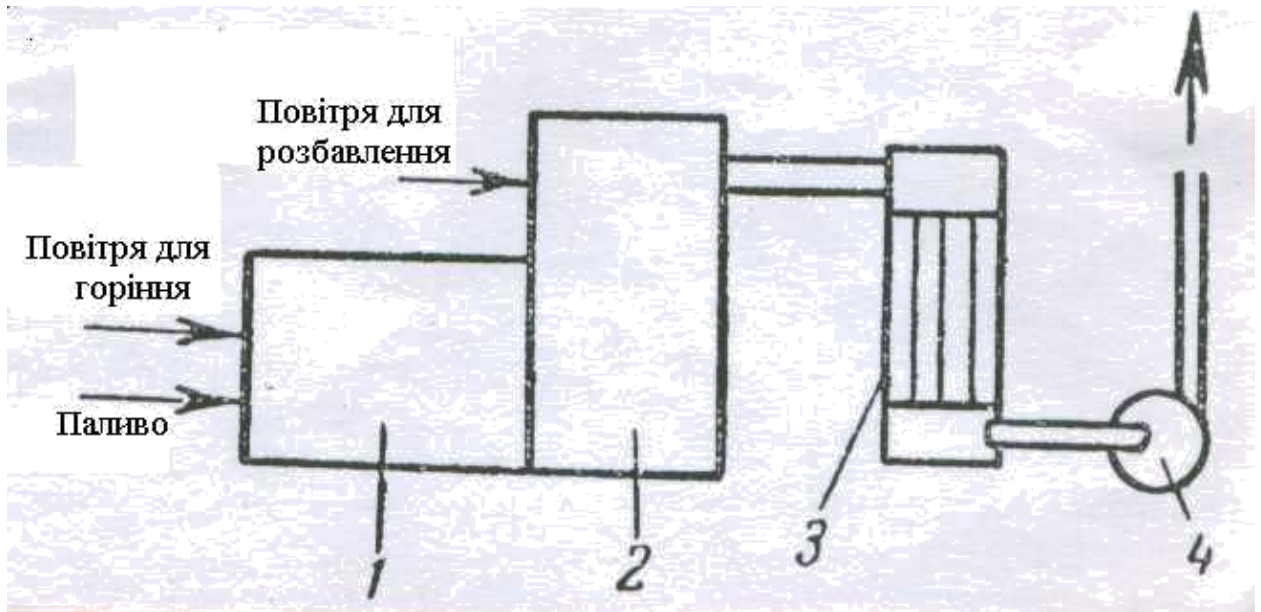 Повітря для
розбавлення
Повітря для
горіння
Паливо
1
2
3
4